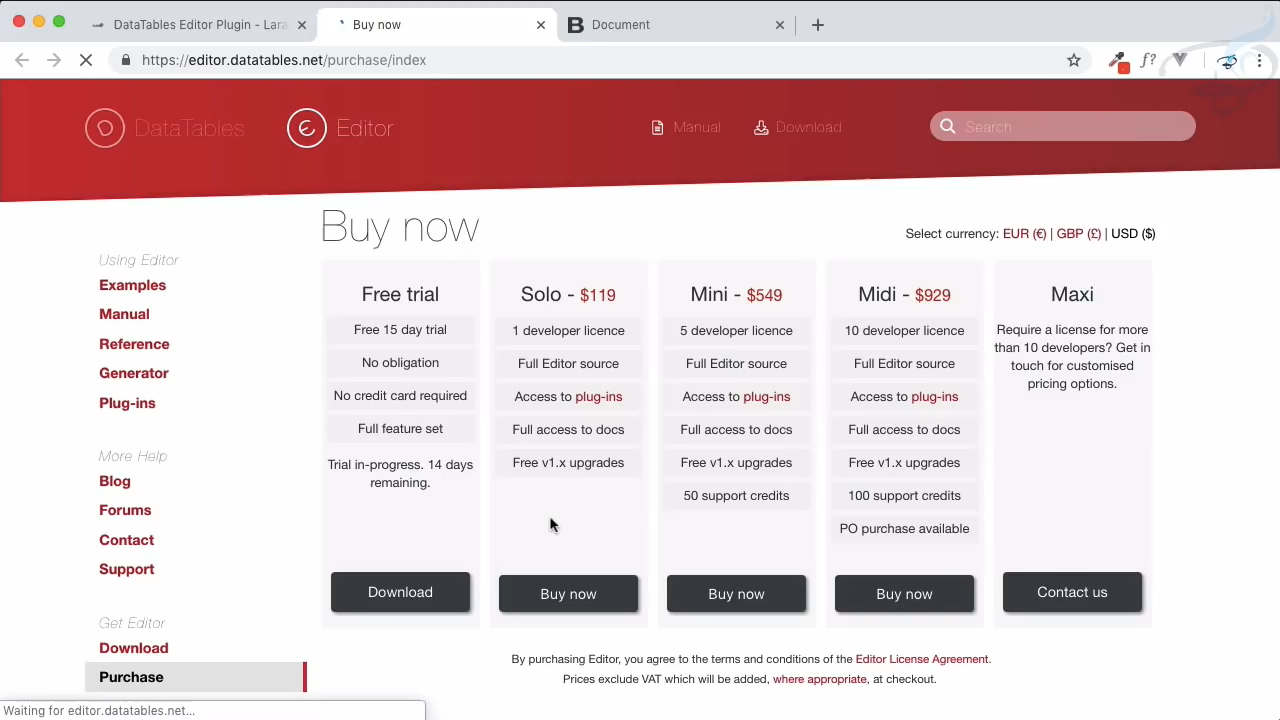 DataTables Editor Plugin - Lara
Buy now
Document
https://editor.datatables.net/purchase/index
f?
DataTables
Editor
Manual
Download
Search
Buy now
Select currency: EUR (€) | GBP (£) | USD ($)
Using Editor
Examples
Manual
Reference
Generator
Plug-ins
More Help
Blog
Forums
Contact
Support
Get Editor
Download
Purchase
Free trial
Free 15 day trial
No obligation
No credit card required
Full feature set
Trial in-progress. 14 days
remaining.
Download
Solo - $119
1 developer licence
Full Editor source
Access to plug-ins
Full access to docs
Free v1.x upgrades
Buy now
Mini - $549
5 developer licence
Full Editor source
Access to plug-ins
Full access to docs
Free v1.x upgrades
50 support credits
Buy now
Midi - $929
10 developer licence
Full Editor source
Access to plug-ins
Full access to docs
Free v1.x upgrades
100 support credits
PO purchase available
Buy now
Maxi
Require a license for more
than 10 developers? Get in
touch for customised
pricing options.
Contact us
By purchasing Editor, you agree to the terms and conditions of the Editor License Agreement.
Prices exclude VAT which will be added, where appropriate, at checkout.
Waiting for editor.datatables.net...